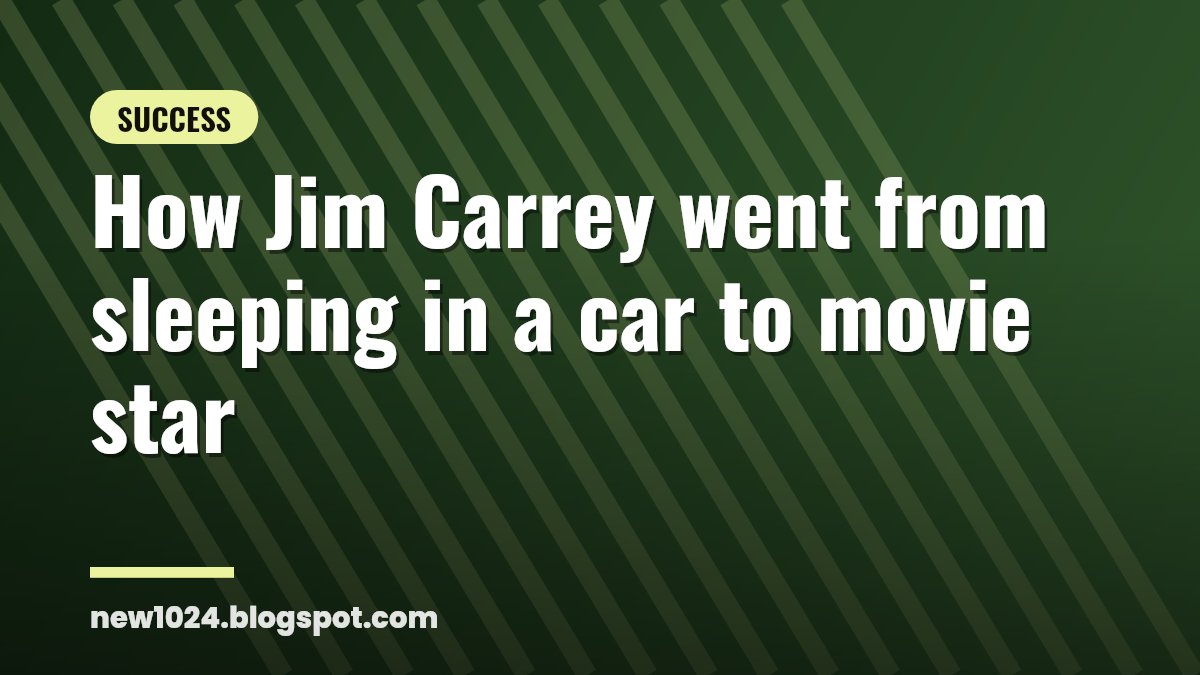 SUCCESS
How Jim Carrey went from
sleeping in a car to movie
star
new1024.blogspot.com